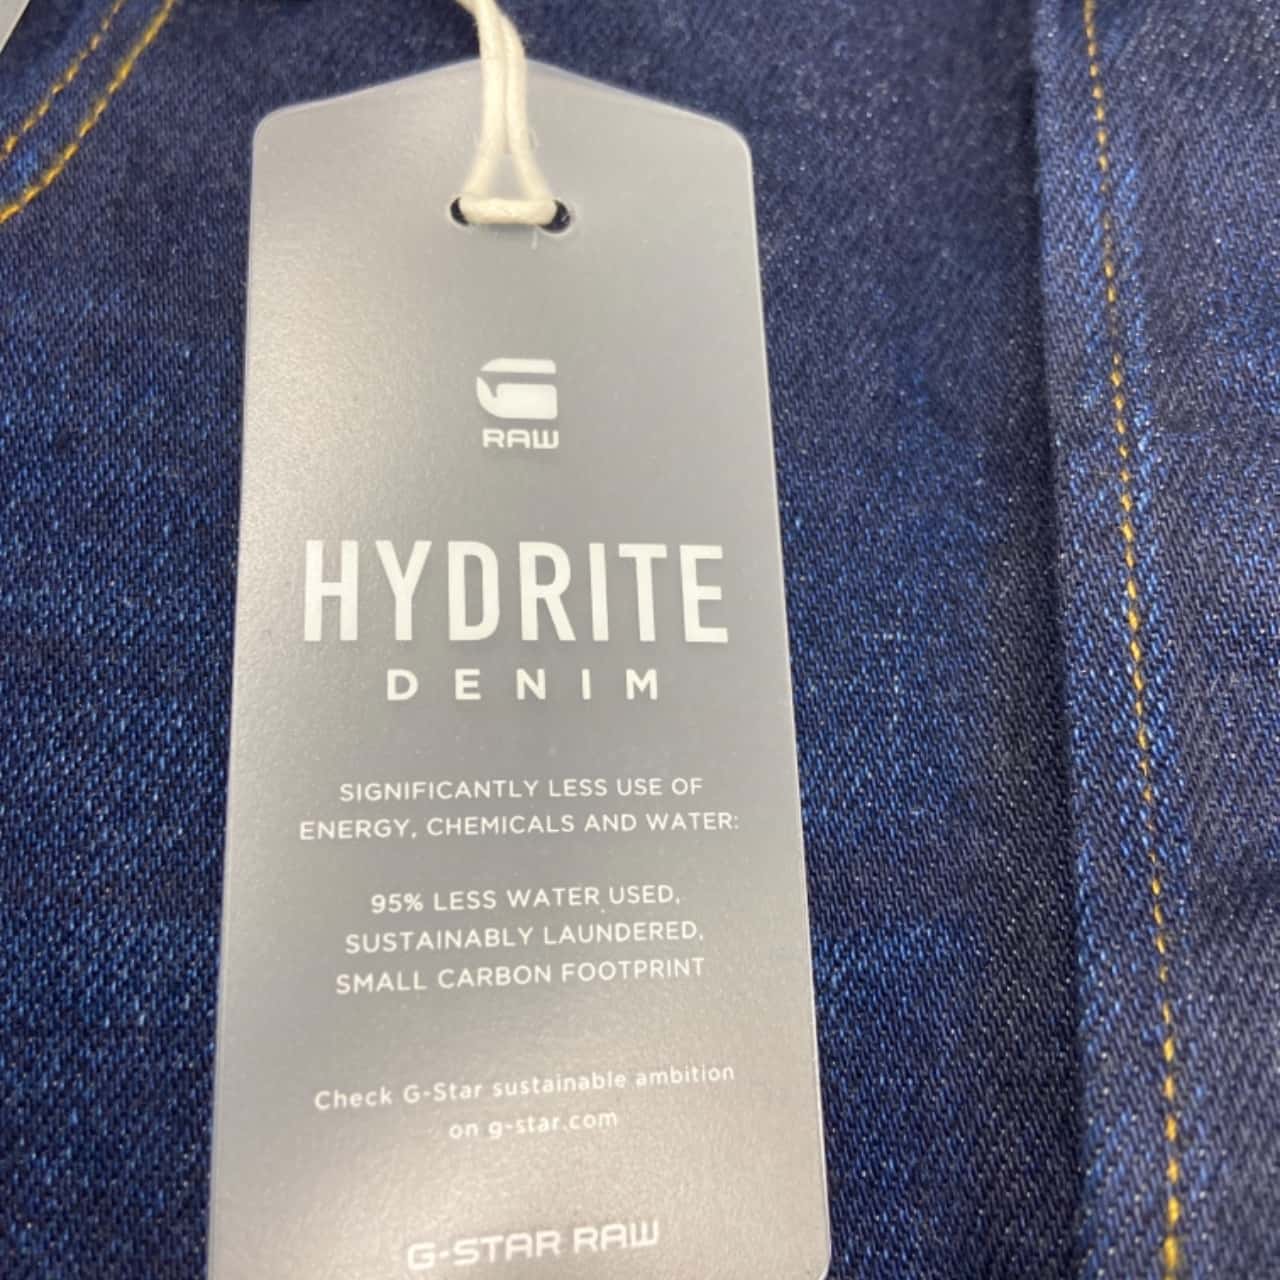 RAW
HYDRITE
DENIM
SIGNIFICANTLY LESS USE OF
ENERGY, CHEMICALS AND WATER:
95% LESS WATER USED,
SUSTAINABLY LAUNDERED,
SMALL CARBON FOOTPRINT
Check G-Star sustainable ambition
on g-star.com
G-STAR RAW